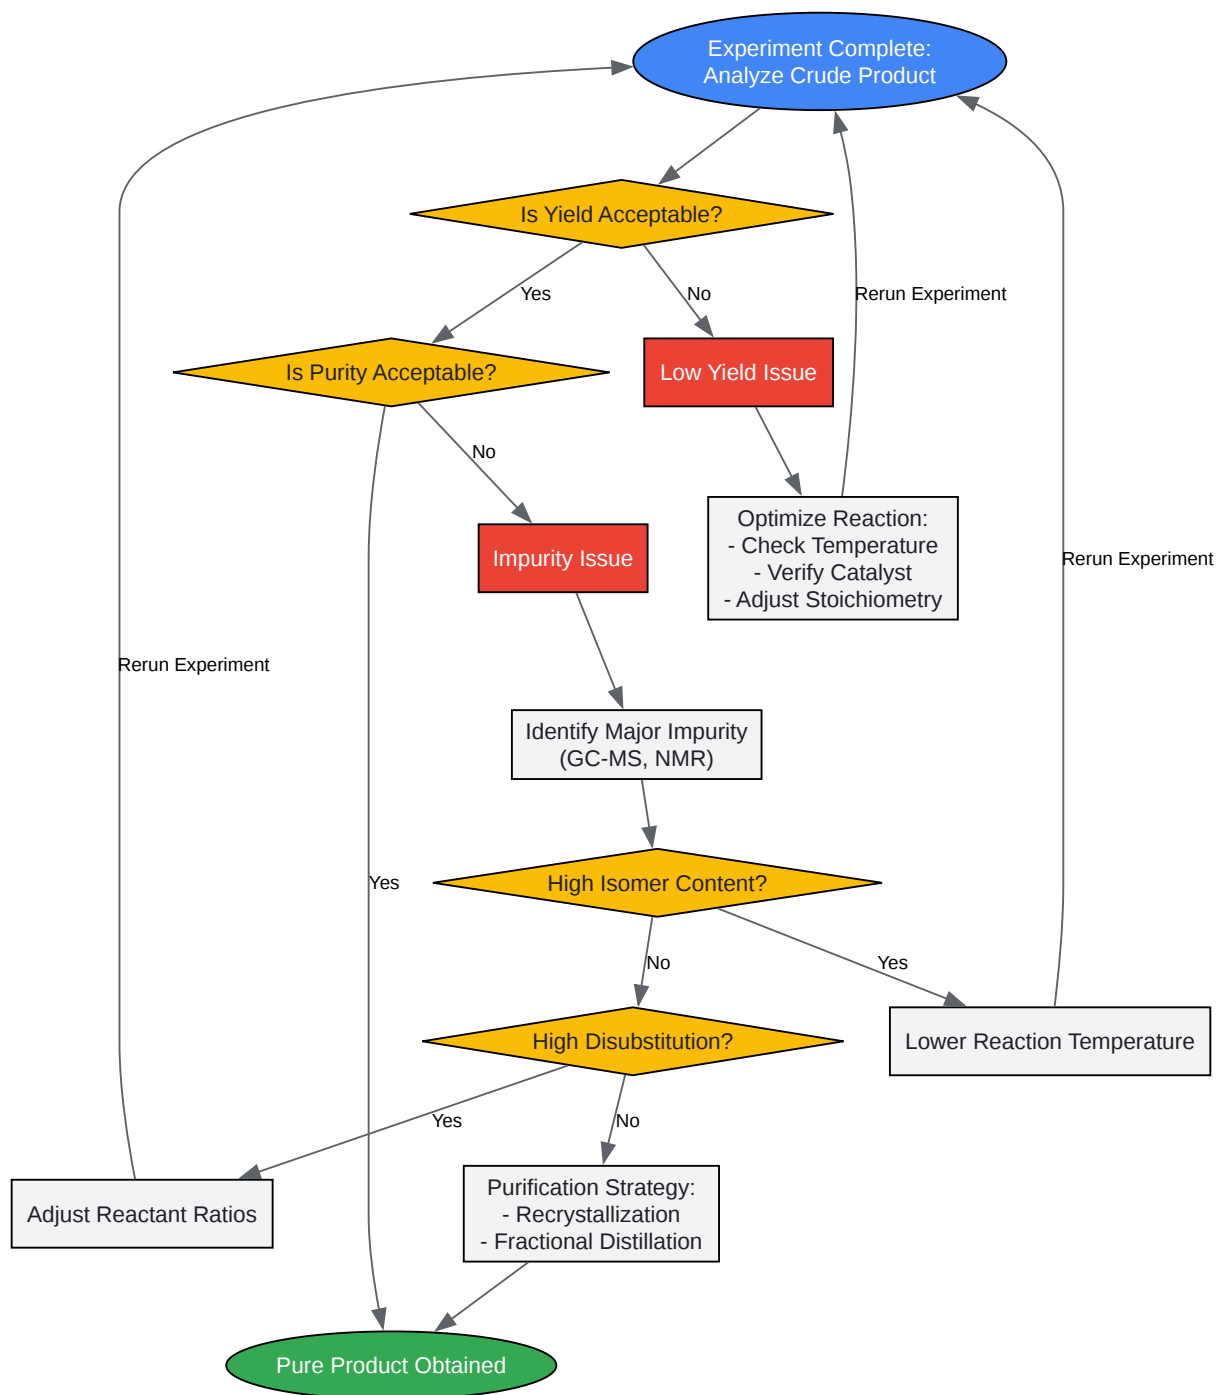 Experiment Complete:
Analyze Crude Product
Is Yield Acceptable?
Yes
No
Rerun Experiment
Is Purity Acceptable?
Low Yield Issue
No
Optimize Reaction:
- Check Temperature
- Verify Catalyst
- Adjust Stoichiometry
Impurity Issue
Rerun Experiment
Rerun Experiment
Identify Major Impurity
(GC-MS, NMR)
Yes
High Isomer Content?
No
Yes
High Disubstitution?
Lower Reaction Temperature
Yes
No
Adjust Reactant Ratios
Purification Strategy:
- Recrystallization
- Fractional Distillation
Pure Product Obtained